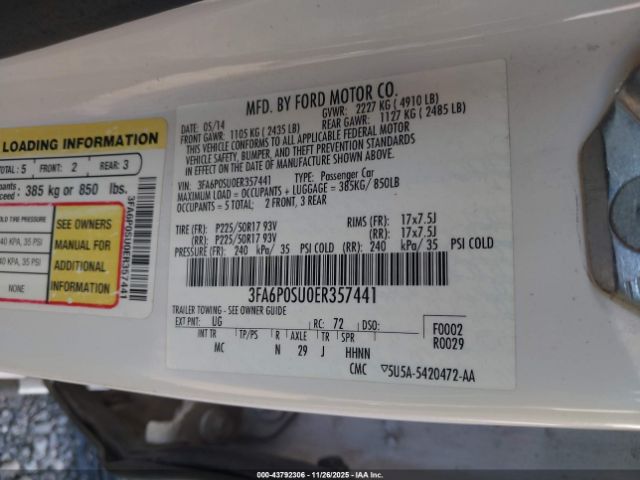 LOADING INFORMATION
TOTAL: 5 FRONT: 2 REAR: 3
385 kg or 850 lbs.
TIRE PRESSURE
40 KPA, 35 PSI
40 KPA, 35 PSI
NONE
SEE OWNERS
MANUAL FOR
ADDITIONAL
INFORMATION
3FA6P0SU0ER357441
MFD. BY FORD MOTOR CO.
DATE: 05/14 GVWR: 2227 KG ( 4910 LB)
FRONT GAWR: 1105 KG ( 2435 LB) REAR GAWR: 1127 KG ( 2485 LB)
THIS VEHICLE CONFORMS TO ALL APPLICABLE FEDERAL MOTOR
VEHICLE SAFETY, BUMPER, AND THEFT PREVENTION STANDARDS
IN EFFECT ON THE DATE OF MANUFACTURE SHOWN ABOVE.
VIN: 3FA6P0SU0ER357441 TYPE: Passenger Car
MAXIMUM LOAD = OCCUPANTS + LUGGAGE = 385KG/850LB
OCCUPANTS = 5 TOTAL: 2 FRONT, 3 REAR
TIRE (FR): P225/50R17 93V RIMS (FR): 17x7.5J
(RR): P225/50R17 93V (RR): 17x7.5J
PRESSURE (FR): 240 kPa/ 35 PSI COLD (RR): 240 kPa/ 35 PSI COLD
3FA6P0SU0ER357441
TRAILER TOWING - SEE OWNER GUIDE
EXT PNT: UG RC: 72 DSO:
INT TR TP/PS R AXLE TR SPR
MC N 29 J HHNN
F0002
R0029
CMC ▽5U5A-5420472-AA
000-43792306 - 11/26/2025 - IAAI.com